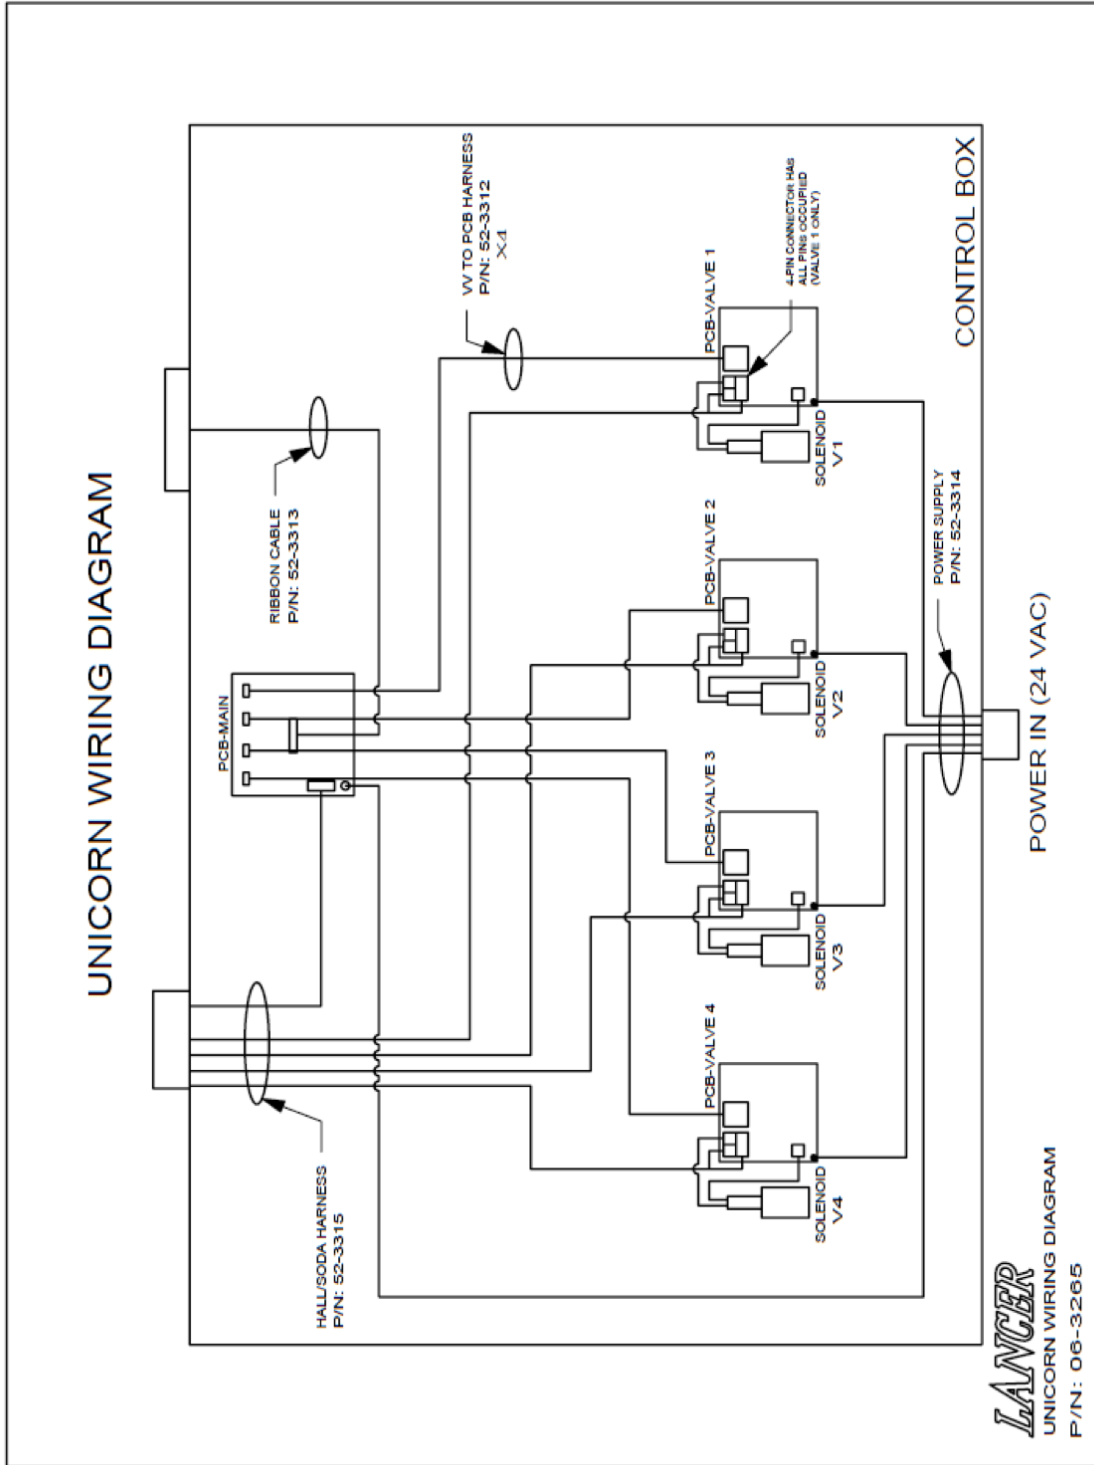 UNICORN WIRING DIAGRAM
PCB-MAIN
RIBBON CABLE
P/N: 52-3313
HALL/SODA HARNESS
P/N: 52-3315
VV TO PCB HARNESS
P/N: 52-3312
X4
PCB-VALVE 4
PCB-VALVE 3
PCB-VALVE 2
PCB-VALVE 1
4-PIN CONNECTOR HAS
ALL PINS OCCUPIED
(VALVE 1 ONLY)
SOLENOID
V4
SOLENOID
V3
SOLENOID
V2
SOLENOID
V1
POWER SUPPLY
P/N: 52-3314
CONTROL BOX
POWER IN (24 VAC)
LANCER
UNICORN WIRING DIAGRAM
P/N: 06-3265